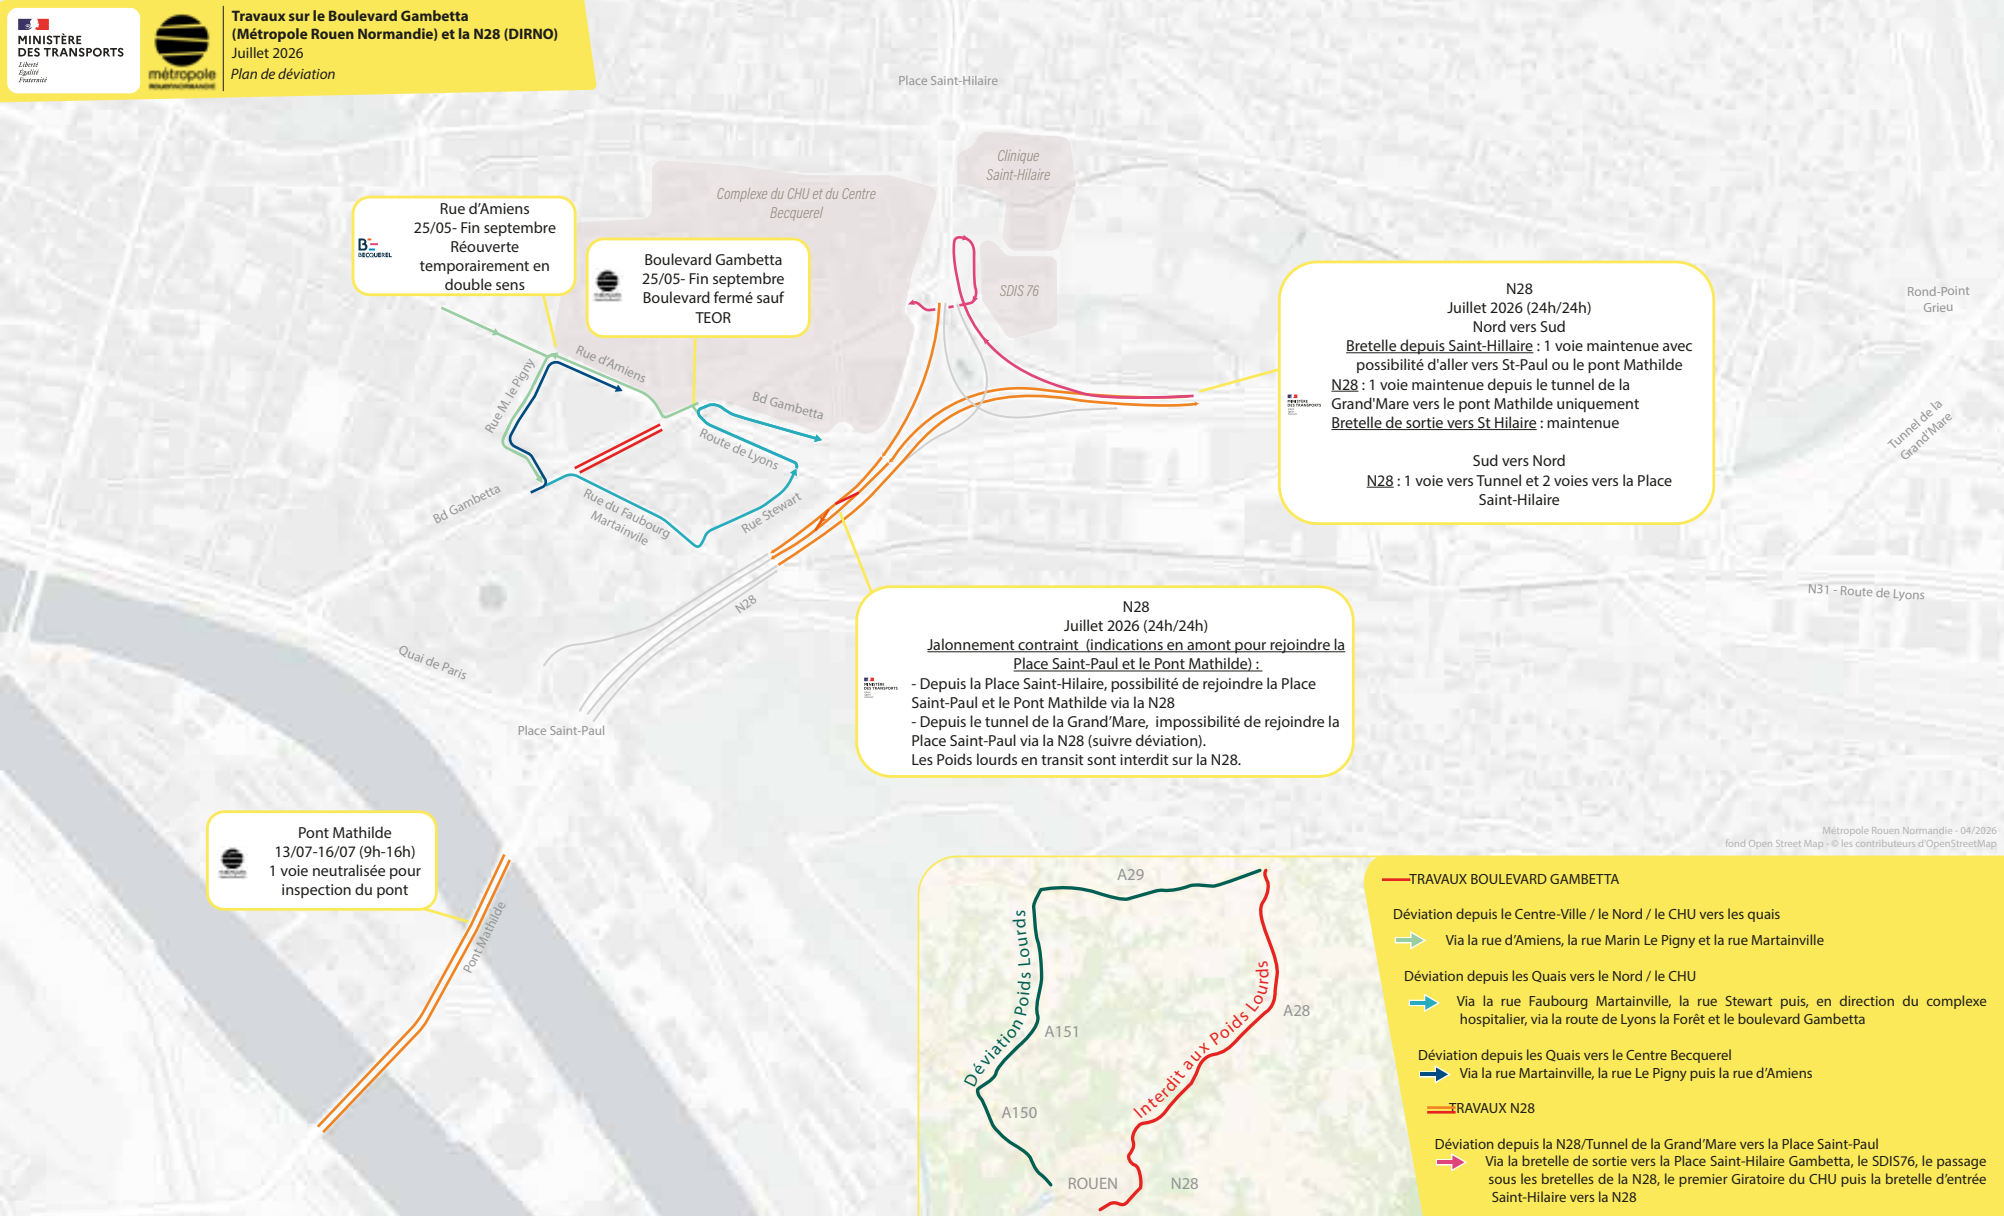 MINISTÈRE
DES TRANSPORTS
Liberté
Égalité
Fraternité
métropole
ROUENNORMANDIE
Travaux sur le Boulevard Gambetta
(Métropole Rouen Normandie) et la N28 (DIRNO)
Juillet 2026
Plan de déviation
Place Saint-Hilaire
Clinique
Saint-Hilaire
Complexe du CHU et du Centre
Becquerel
SDIS 76
Rue d'Amiens
25/05- Fin septembre
Réouverte
temporairement en
double sens
BECQUEREL
Boulevard Gambetta
25/05- Fin septembre
Boulevard fermé sauf
TEOR
N28
Juillet 2026 (24h/24h)
Nord vers Sud
Bretelle depuis Saint-Hillaire : 1 voie maintenue avec
possibilité d'aller vers St-Paul ou le pont Mathilde
N28 : 1 voie maintenue depuis le tunnel de la
Grand'Mare vers le pont Mathilde uniquement
Bretelle de sortie vers St Hilaire : maintenue
Sud vers Nord
N28 : 1 voie vers Tunnel et 2 voies vers la Place
Saint-Hilaire
MINISTÈRE
DES TRANSPORTS
Rond-Point
Grieu
Tunnel de la
Grand'Mare
Rue d'Amiens
Rue M. le Pigny
Bd Gambetta
Route de Lyons
Bd Gambetta
Rue du Faubourg
Martainvile
Rue Stewart
N28
N31 - Route de Lyons
Quai de Paris
Place Saint-Paul
N28
Juillet 2026 (24h/24h)
Jalonnement contraint (indications en amont pour rejoindre la
Place Saint-Paul et le Pont Mathilde) :
- Depuis la Place Saint-Hilaire, possibilité de rejoindre la Place
Saint-Paul et le Pont Mathilde via la N28
- Depuis le tunnel de la Grand'Mare, impossibilité de rejoindre la
Place Saint-Paul via la N28 (suivre déviation).
Les Poids lourds en transit sont interdit sur la N28.
MINISTÈRE
DES TRANSPORTS
Pont Mathilde
13/07-16/07 (9h-16h)
1 voie neutralisée pour
inspection du pont
Pont Mathilde
Métropole Rouen Normandie - 04/2026
fond Open Street Map - © les contributeurs d'OpenStreetMap
A29
Déviation Poids Lourds
A151
A150
Interdit aux Poids Lourds
A28
ROUEN
N28
TRAVAUX BOULEVARD GAMBETTA
Déviation depuis le Centre-Ville / le Nord / le CHU vers les quais
Via la rue d'Amiens, la rue Marin Le Pigny et la rue Martainville
Déviation depuis les Quais vers le Nord / le CHU
Via la rue Faubourg Martainville, la rue Stewart puis, en direction du complexe
hospitalier, via la route de Lyons la Forêt et le boulevard Gambetta
Déviation depuis les Quais vers le Centre Becquerel
Via la rue Martainville, la rue Le Pigny puis la rue d'Amiens
TRAVAUX N28
Déviation depuis la N28/Tunnel de la Grand'Mare vers la Place Saint-Paul
Via la bretelle de sortie vers la Place Saint-Hilaire Gambetta, le SDIS76, le passage
sous les bretelles de la N28, le premier Giratoire du CHU puis la bretelle d'entrée
Saint-Hilaire vers la N28